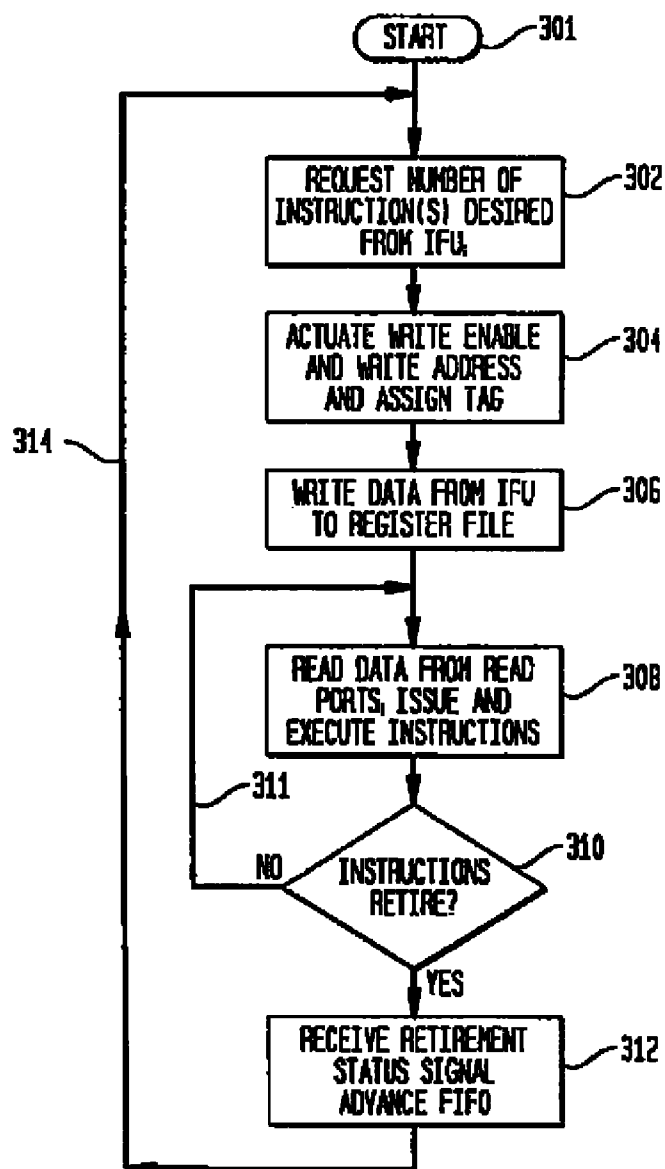 START
301
REQUEST NUMBER OF
INSTRUCTION(S) DESIRED
FROM IFU.
302
ACTUATE WRITE ENABLE
AND WRITE ADDRESS
AND ASSIGN TAG
304
314
WRITE DATA FROM IFU
TO REGISTER FILE
306
READ DATA FROM READ
PORTS, ISSUE AND
EXECUTE INSTRUCTIONS
308
311
NO
INSTRUCTIONS
RETIRE?
310
YES
RECEIVE RETIREMENT
STATUS SIGNAL
ADVANCE FIFO
312